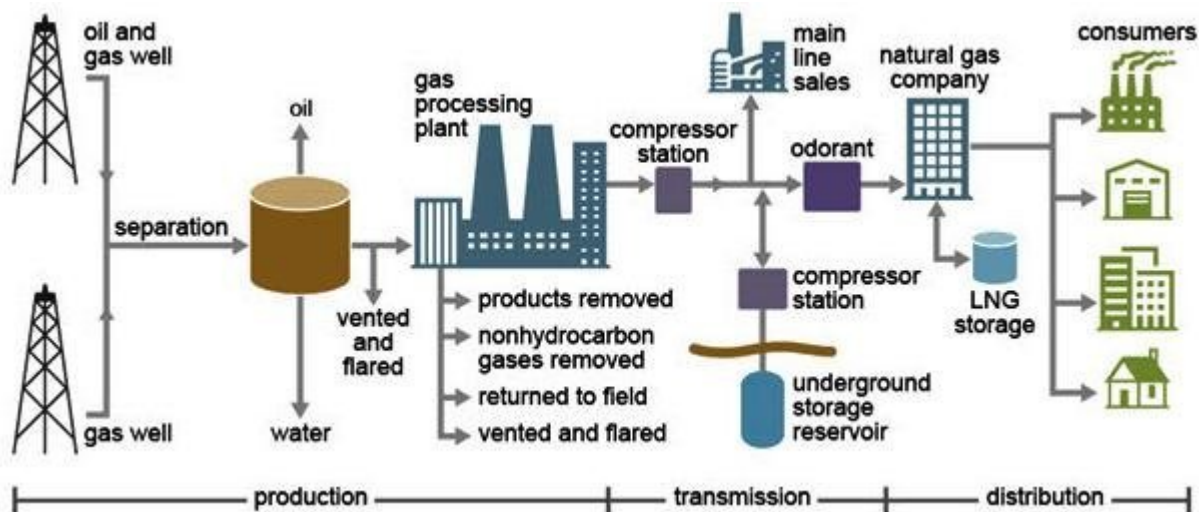 oil and
gas well
separation
gas well
oil
water
vented
and
flared
gas
processing
plant
products removed
nonhydrocarbon
gases removed
returned to field
vented and flared
compressor
station
main
line
sales
odorant
compressor
station
underground
storage
reservoir
natural gas
company
LNG
storage
consumers
production
transmission
distribution